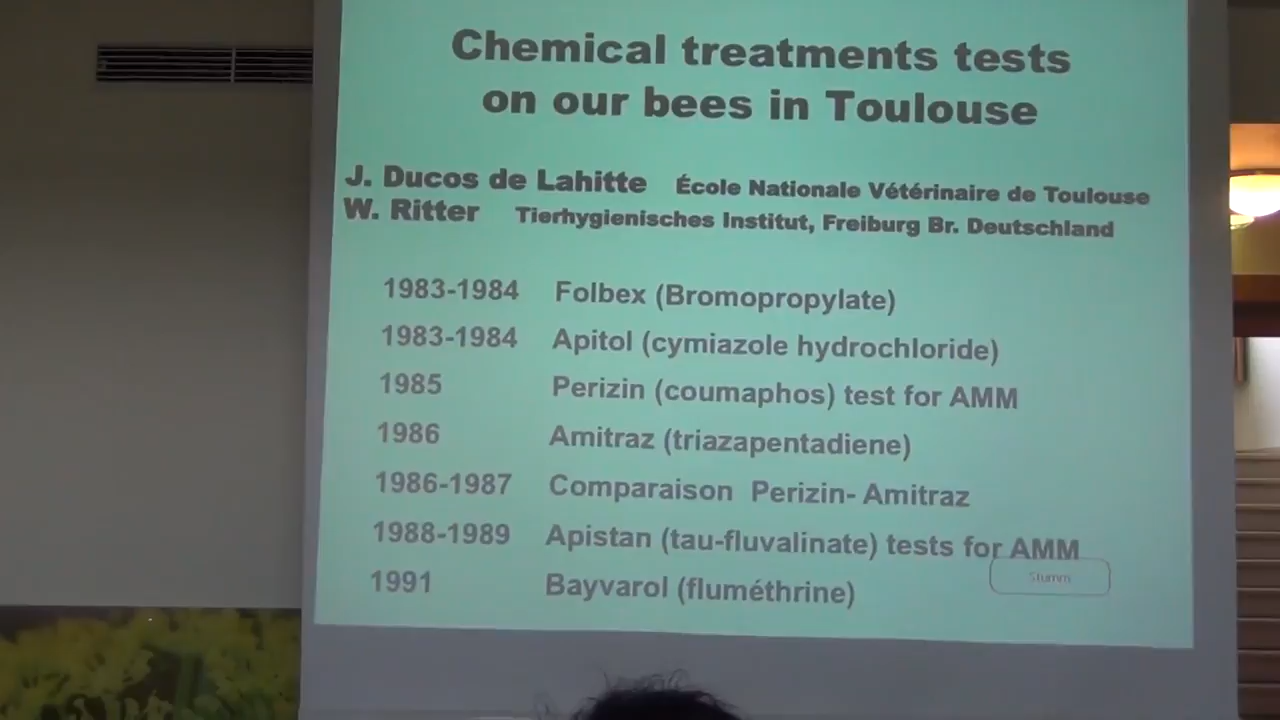 Chemical treatments tests
on our bees in Toulouse
J. Ducos de Lahitte École Nationale Vétérinaire de Toulouse
W. Ritter Tierhygienisches Institut, Freiburg Br. Deutschland
1983-1984 Folbex (Bromopropylate)
1983-1984 Apitol (cymiazole hydrochloride)
1985 Perizin (coumaphos) test for AMM
1986 Amitraz (triazapentadiene)
1986-1987 Comparaison Perizin- Amitraz
1988-1989 Apistan (tau-fluvalinate) tests for AMM
Stumm
1991 Bayvarol (fluméthrine)